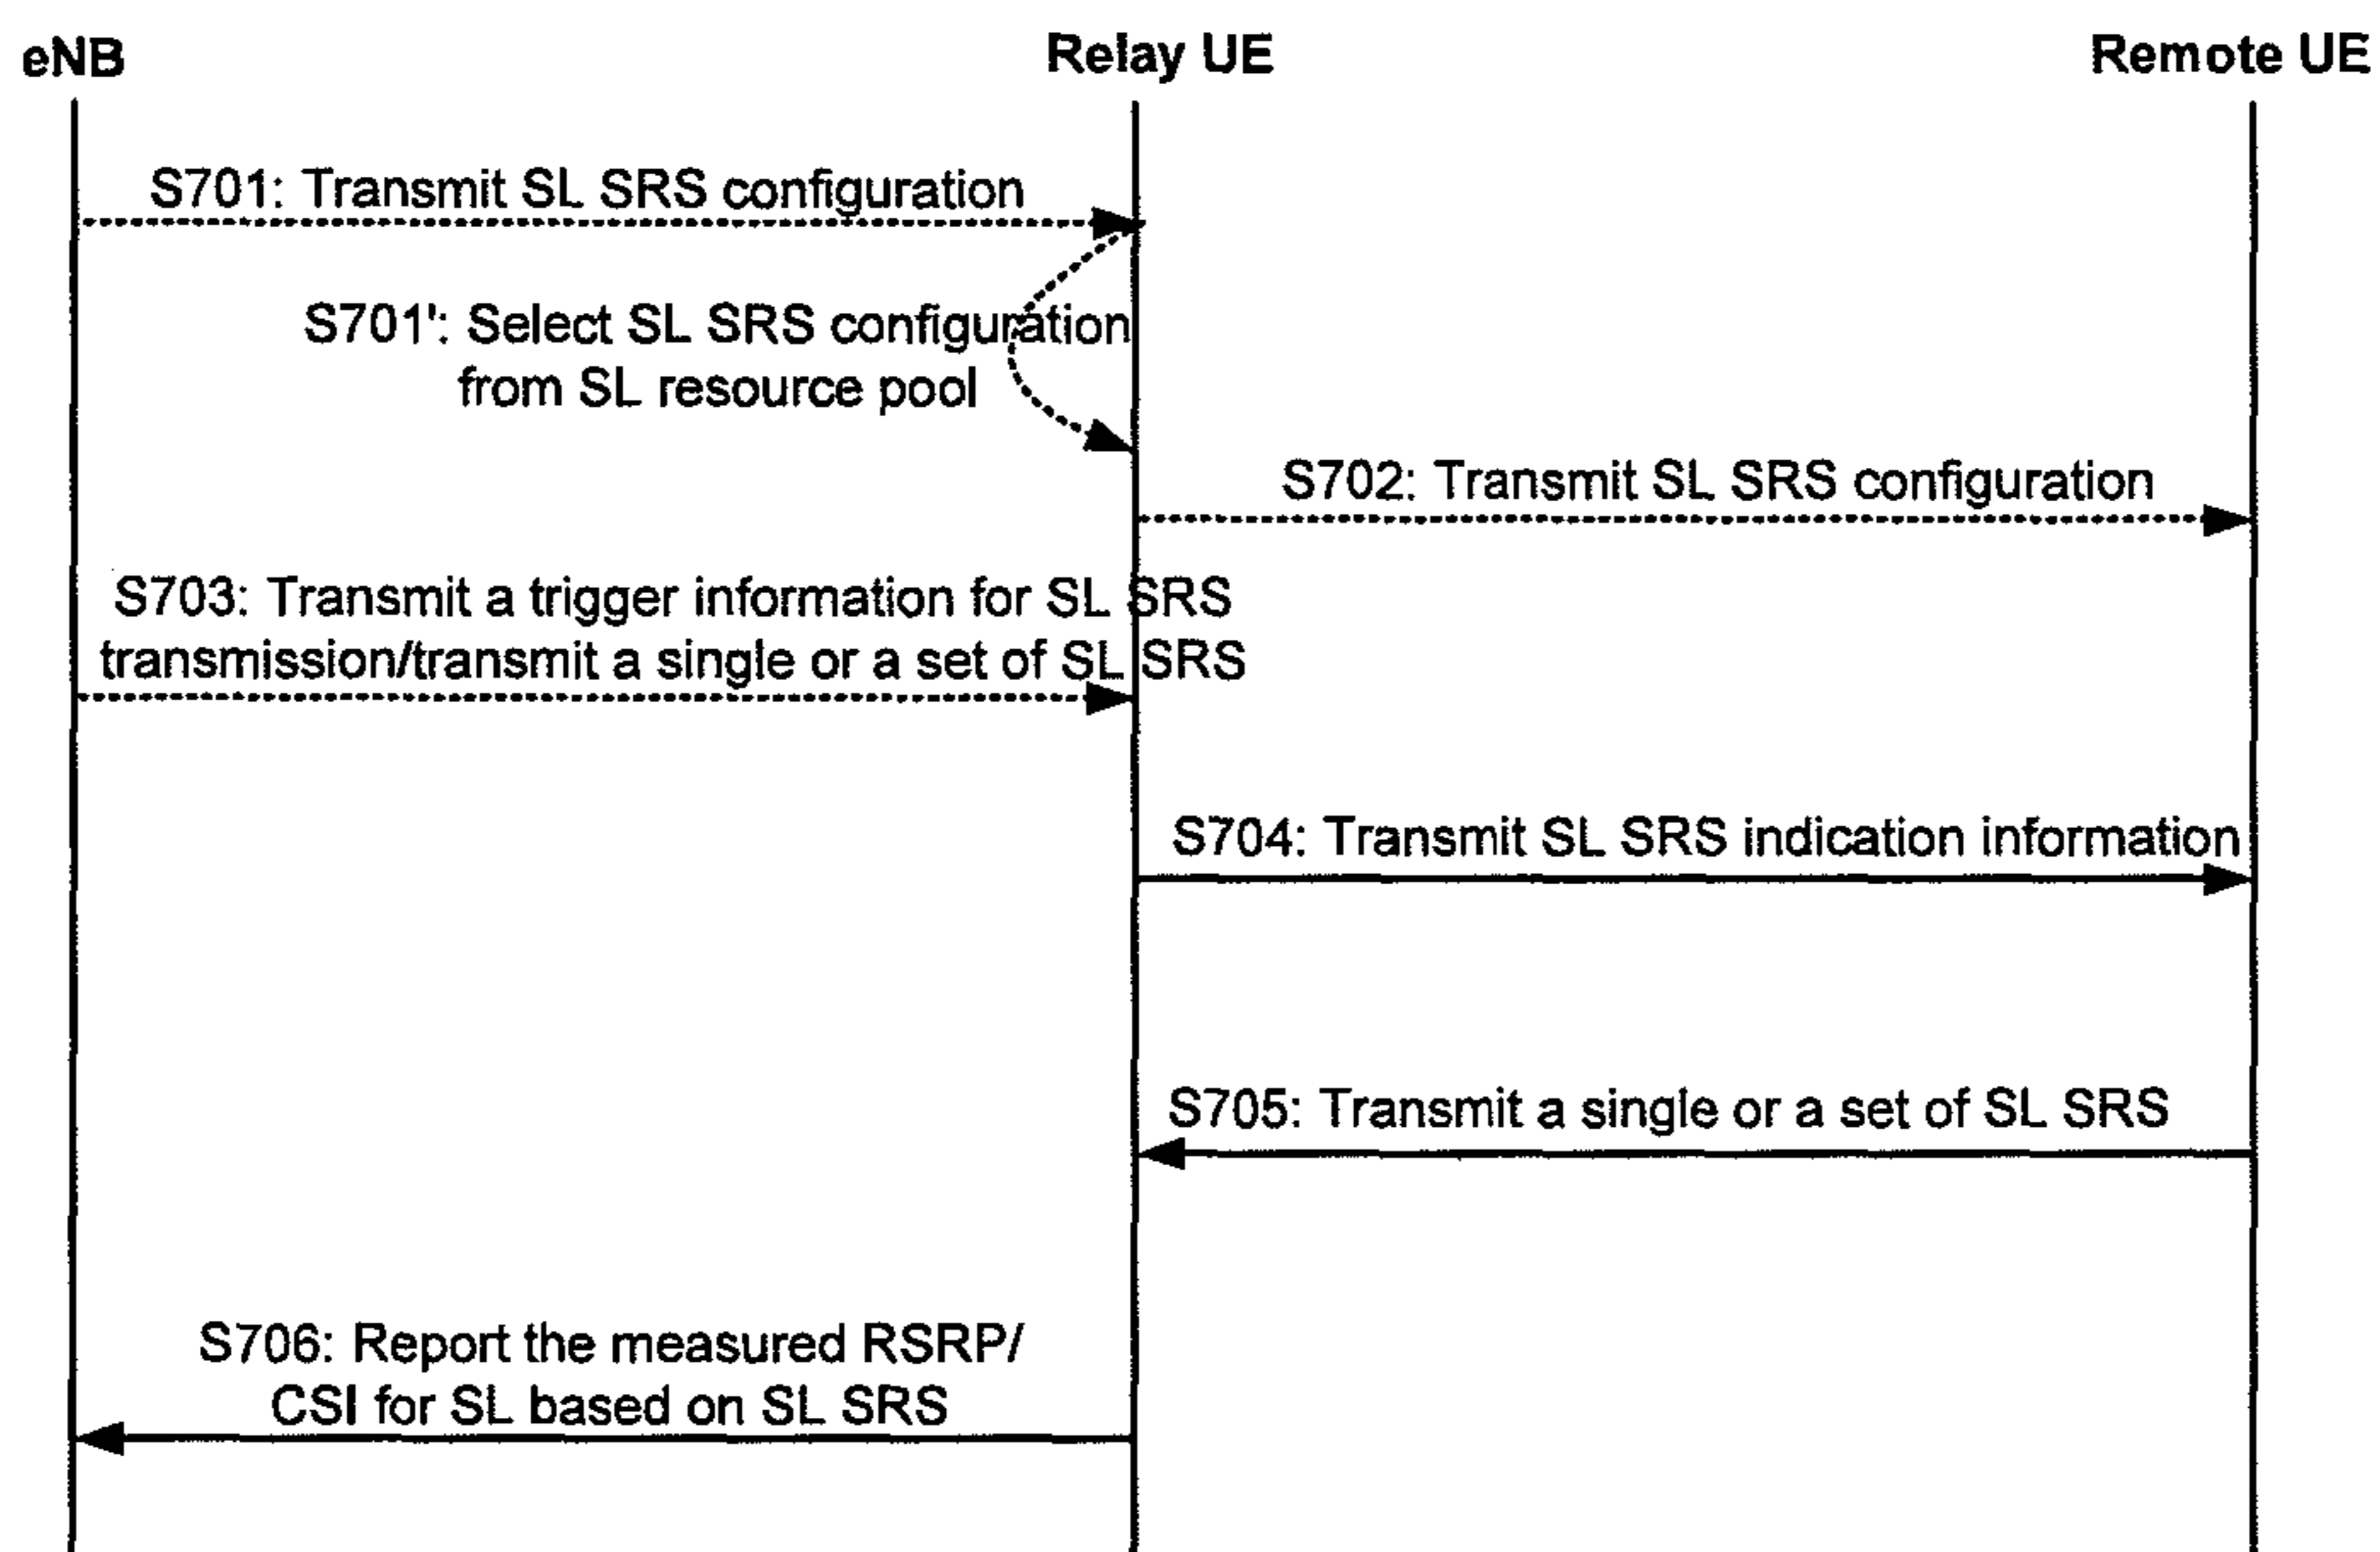 eNB
Relay UE
Remote UE
S701: Transmit SL SRS configuration
S701': Select SL SRS configuration
from SL resource pool
S702: Transmit SL SRS configuration
S703: Transmit a trigger information for SL SRS
transmission/transmit a single or a set of SL SRS
S704: Transmit SL SRS indication information
S705: Transmit a single or a set of SL SRS
S706: Report the measured RSRP/
CSI for SL based on SL SRS